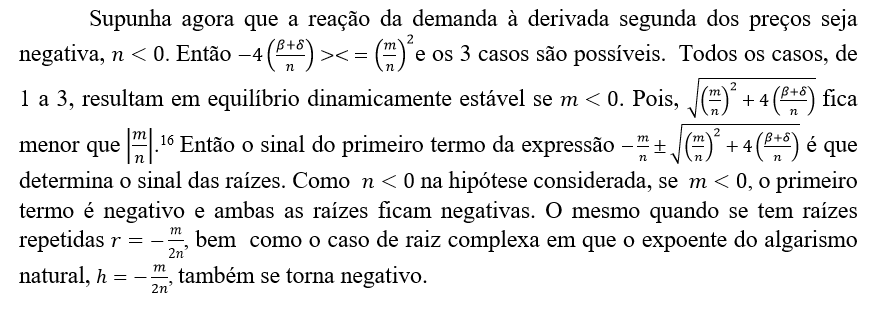 Supunha agora que a reação da demanda à derivada segunda dos preços seja
negativa, n < 0. Então −4(β+δ/n) >< = (m/n)² e os 3 casos são possíveis. Todos os casos, de
1 a 3, resultam em equilíbrio dinamicamente estável se m < 0. Pois, √((m/n)² + 4(β+δ/n)) fica
menor que |m/n|.¹⁶ Então o sinal do primeiro termo da expressão −m/n ± √((m/n)² + 4(β+δ/n)) é que
determina o sinal das raízes. Como n < 0 na hipótese considerada, se m < 0, o primeiro
termo é negativo e ambas as raízes ficam negativas. O mesmo quando se tem raízes
repetidas r = −m/2n, bem como o caso de raiz complexa em que o expoente do algarismo
natural, h = −m/2n, também se torna negativo.